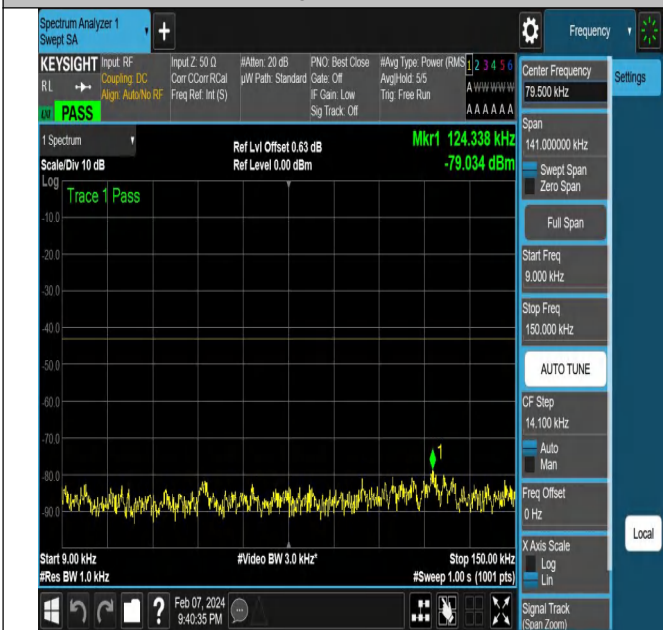 Spectrum Analyzer 1
Swept SA
+
Frequency
KEYSIGHT
RL
PASS
Input: RF
Coupling: DC
Align: Auto/No RF
Input Z: 50 Ω
Corr CCorr RCal
Freq Ref: Int (S)
#Atten: 20 dB
µW Path: Standard
PNO: Best Close
Gate: Off
IF Gain: Low
Sig Track: Off
#Avg Type: Power (RMS
Avg|Hold: 5/5
Trig: Free Run
1 2 3 4 5 6
A W W W W W
A A A A A A
1 Spectrum
Scale/Div 10 dB
Ref Lvl Offset 0.63 dB
Ref Level 0.00 dBm
Mkr1 124.338 kHz
-79.034 dBm
Log
Trace 1 Pass
-10.0
-20.0
-30.0
-40.0
-50.0
-60.0
-70.0
-80.0
-90.0
1
Start 9.00 kHz
#Res BW 1.0 kHz
#Video BW 3.0 kHz*
Stop 150.00 kHz
#Sweep 1.00 s (1001 pts)
?
Feb 07, 2024
9:40:35 PM
Center Frequency
79.500 kHz
Span
141.000000 kHz
Swept Span
Zero Span
Full Span
Start Freq
9.000 kHz
Stop Freq
150.000 kHz
AUTO TUNE
CF Step
14.100 kHz
Auto
Man
Freq Offset
0 Hz
X Axis Scale
Log
Lin
Signal Track
(Span Zoom)
Settings
Local